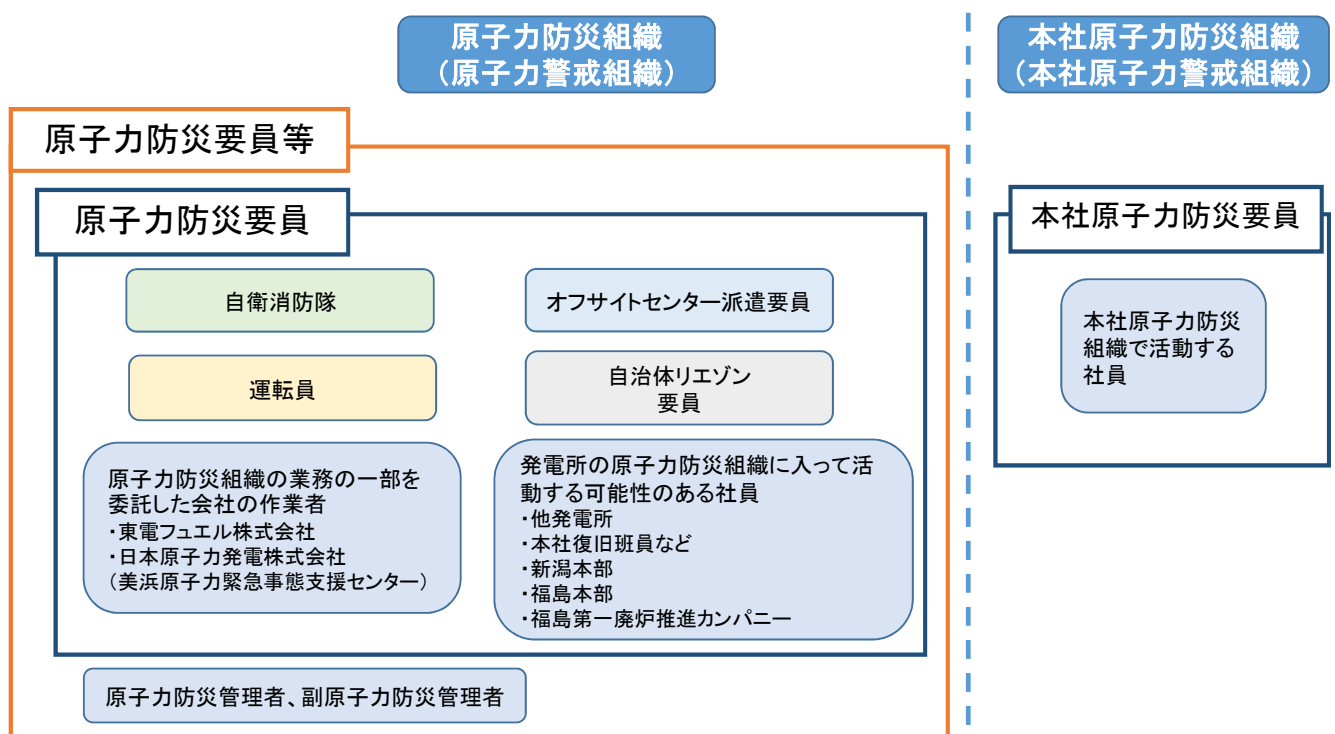 原子力防災組織
（原子力警戒組織）
本社原子力防災組織
（本社原子力警戒組織）
原子力防災要員等
原子力防災要員
自衛消防隊
オフサイトセンター派遣要員
運転員
自治体リエゾン
要員
原子力防災組織の業務の一部を
委託した会社の作業者
・東電フュエル株式会社
・日本原子力発電株式会社
（美浜原子力緊急事態支援センター）
発電所の原子力防災組織に入って活
動する可能性のある社員
・他発電所
・本社復旧班員など
・新潟本部
・福島本部
・福島第一廃炉推進カンパニー
原子力防災管理者、副原子力防災管理者
本社原子力防災要員
本社原子力防災
組織で活動する
社員